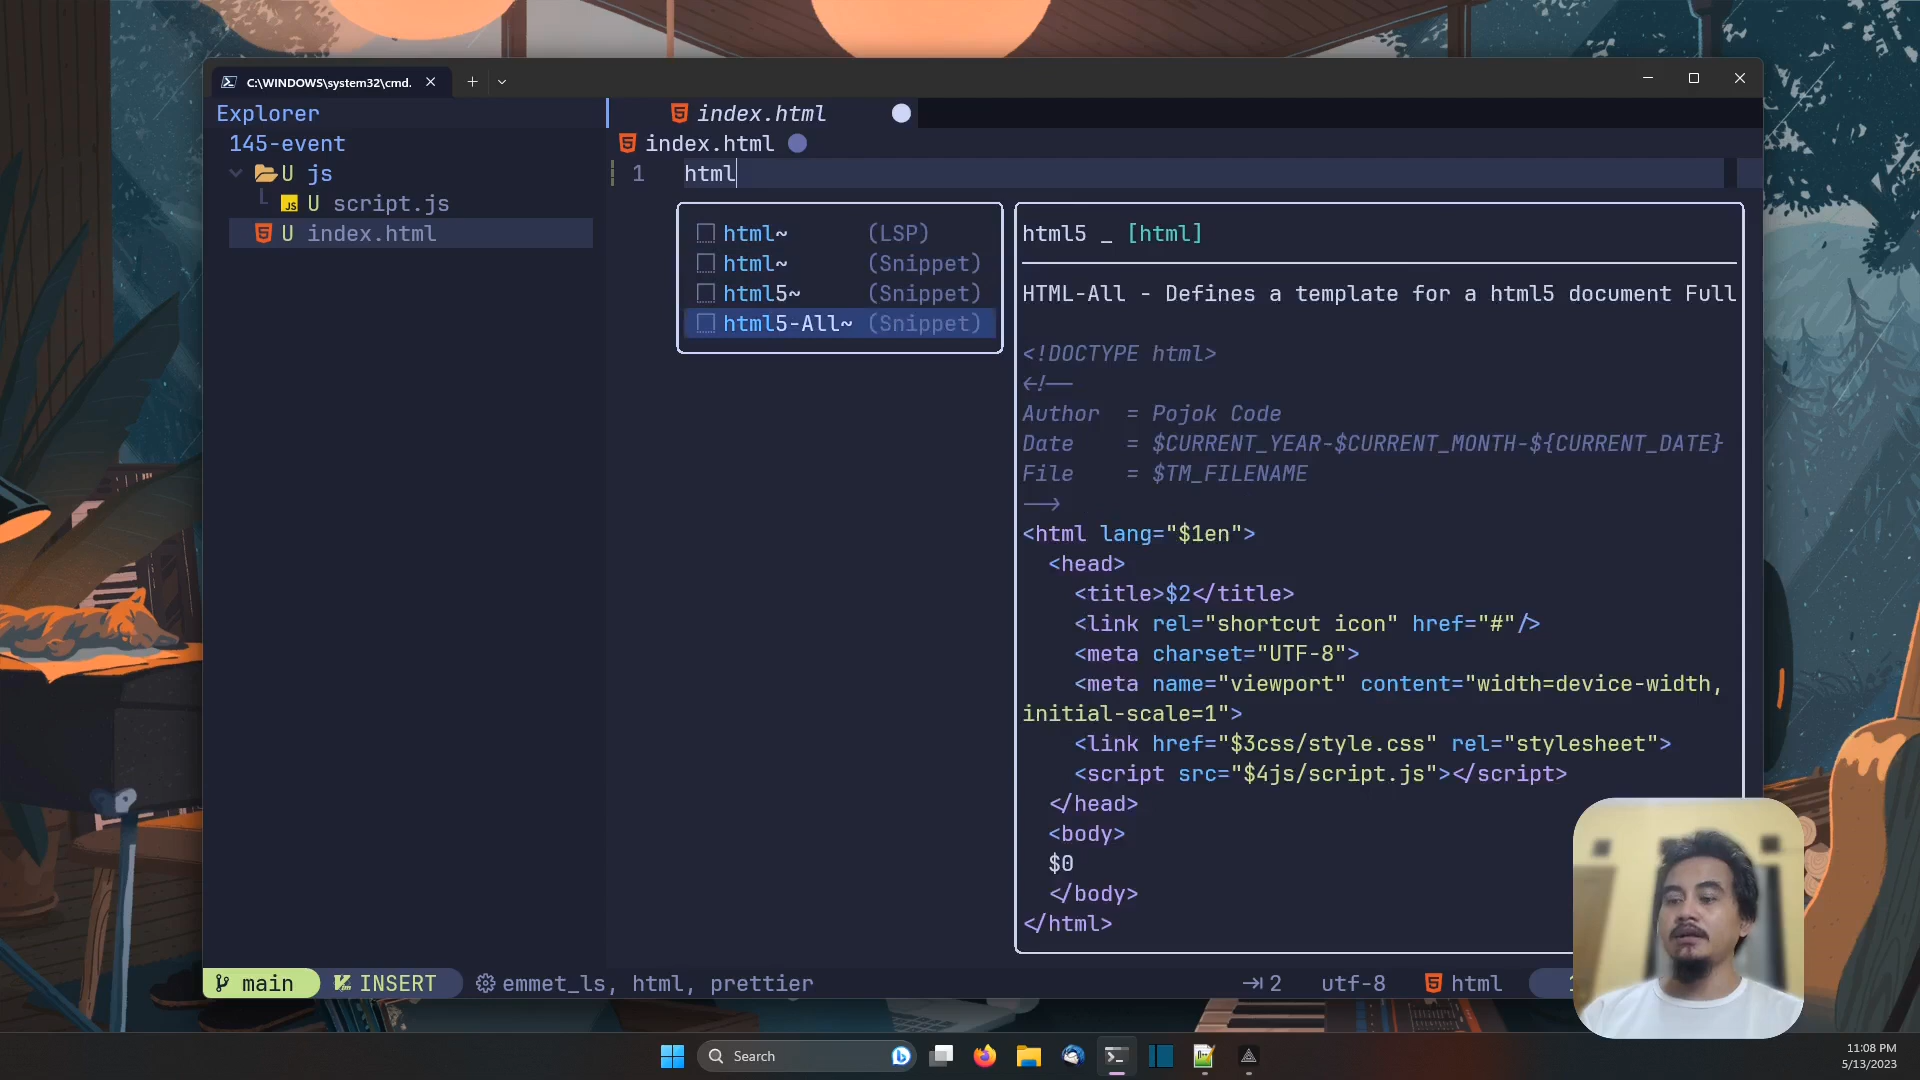 C:\WINDOWS\system32\cmd.
Explorer
145-event
U js
JS U script.js
U index.html
index.html
index.html
1 html
html~ (LSP)
html~ (Snippet)
html5~ (Snippet)
html5-All~ (Snippet)
html5 _ [html]
HTML-All - Defines a template for a html5 document Full
<!DOCTYPE html>
<!--
Author = Pojok Code
Date = $CURRENT_YEAR-$CURRENT_MONTH-${CURRENT_DATE}
File = $TM_FILENAME
-->
<html lang="$1en">
<head>
<title>$2</title>
<link rel="shortcut icon" href="#"/>
<meta charset="UTF-8">
<meta name="viewport" content="width=device-width,
initial-scale=1">
<link href="$3css/style.css" rel="stylesheet">
<script src="$4js/script.js"></script>
</head>
<body>
$0
</body>
</html>
main INSERT emmet_ls, html, prettier 2 utf-8 html
Search
11:08 PM
5/13/2023